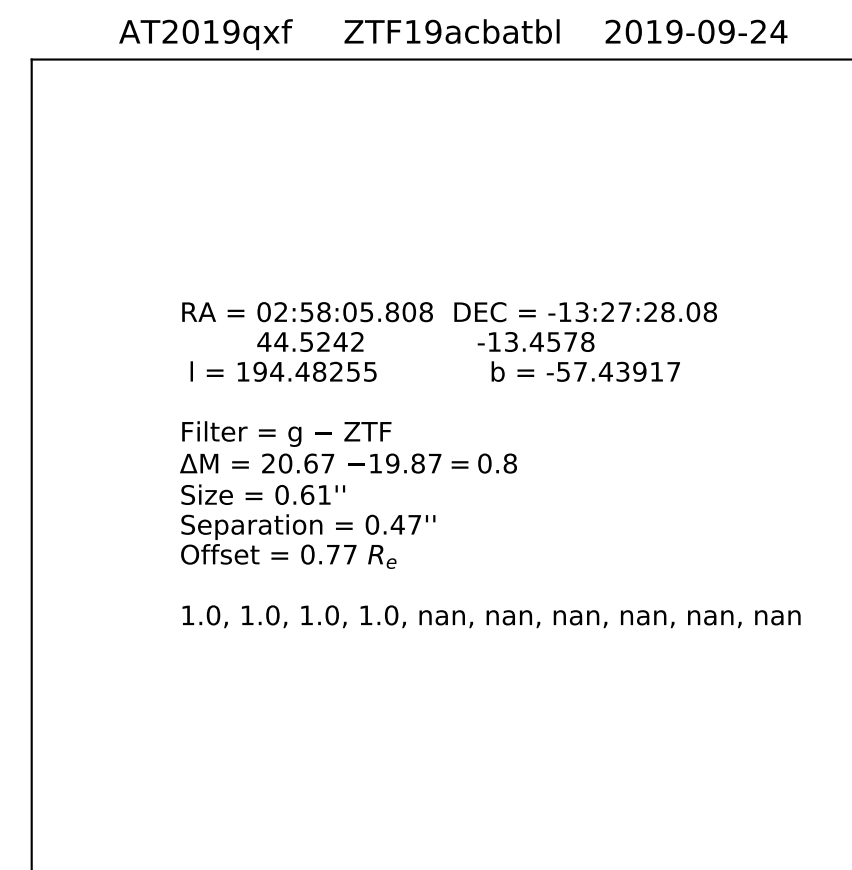 AT2019qxf ZTF19acbatbl 2019-09-24
RA = 02:58:05.808 DEC = -13:27:28.08
44.5242 -13.4578
l = 194.48255 b = -57.43917
Filter = g − ZTF
ΔM = 20.67 −19.87 = 0.8
Size = 0.61''
Separation = 0.47''
Offset = 0.77 Rₑ
1.0, 1.0, 1.0, 1.0, nan, nan, nan, nan, nan, nan